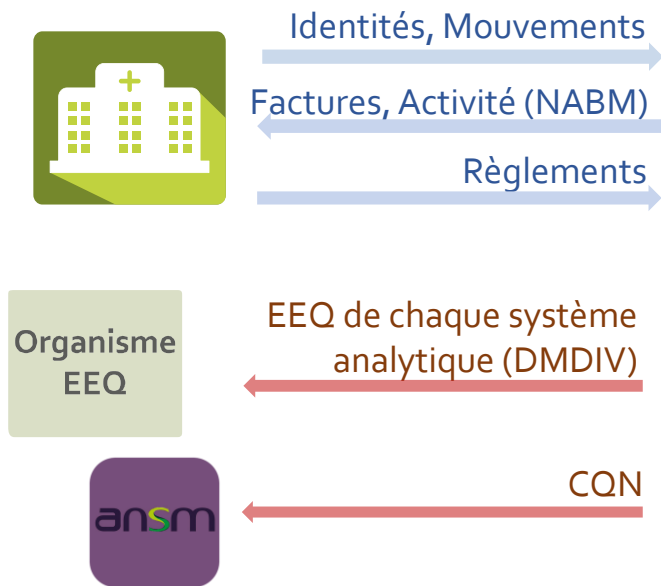 Identités, Mouvements
Factures, Activité (NABM)
Règlements
EEQ de chaque système
analytique (DMDIV)
Organisme
EEQ
CQN
ansm